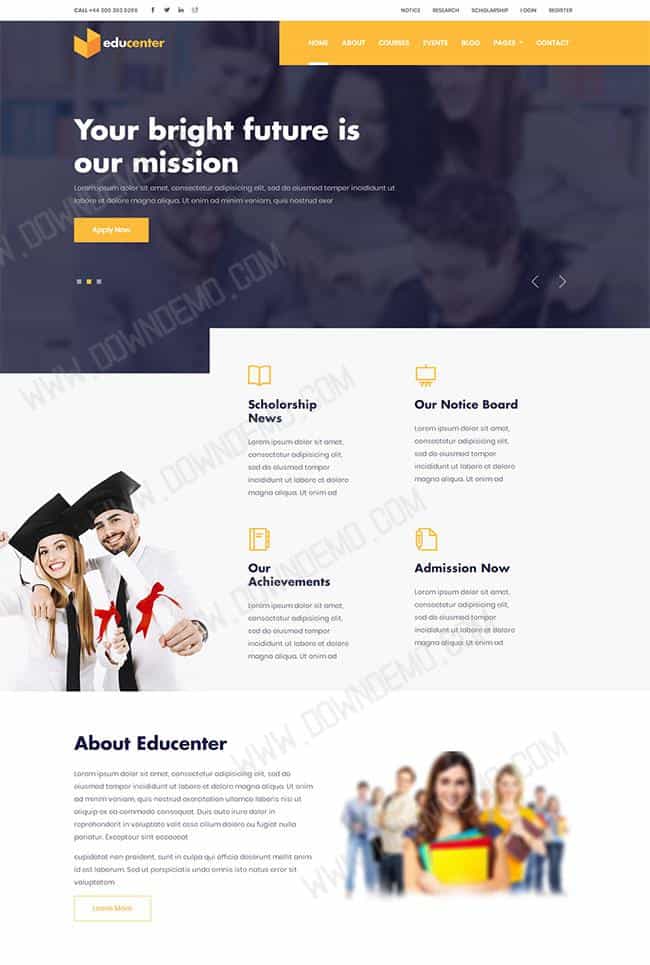 CALL +44 300 303 0266
NOTICE RESEARCH SCHOLARSHIP LOGIN REGISTER
educenter
HOME ABOUT COURSES EVENTS BLOG PAGES CONTACT
Your bright future is
our mission
Lorem ipsum dolor sit amet, consectetur adipisicing elit, sed do eiusmod tempor incididunt ut
labore et dolore magna aliqua. Ut enim ad minim veniam, quis nostrud exer
Apply Now
WWW.DOWNDEMO.COM
WWW.DOWNDEMO.COM
Scholorship
News
Lorem ipsum dolor sit amet,
consectetur adipisicing elit,
sed do eiusmod tempor
incididunt ut labore et dolore
magna aliqua. Ut enim ad
Our Notice Board
Lorem ipsum dolor sit amet,
consectetur adipisicing elit,
sed do eiusmod tempor
incididunt ut labore et dolore
magna aliqua. Ut enim ad
WWW.DOWNDEMO.COM
Our
Achievements
Lorem ipsum dolor sit amet,
consectetur adipisicing elit,
sed do eiusmod tempor
incididunt ut labore et dolore
magna aliqua. Ut enim ad
Admission Now
Lorem ipsum dolor sit amet,
consectetur adipisicing elit,
sed do eiusmod tempor
incididunt ut labore et dolore
magna aliqua. Ut enim ad
WWW.DOWNDEMO.COM
About Educenter
Lorem ipsum dolor sit amet, consectetur adipisicing elit, sed do
eiusmod tempor incididunt ut labore et dolore magna aliqua. Ut
enim ad minim veniam, quis nostrud exercitation ullamco laboris nisi ut
aliquip ex ea commodo consequat. Duis aute irure dolor in
reprehenderit in voluptate velit esse cillum dolore eu fugiat nulla
pariatur. Excepteur sint occaecat
cupidatat non proident, sunt in culpa qui officia deserunt mollit anim
id est laborum. Sed ut perspiciatis unde omnis iste natus error sit
voluptatem
Learn More
WWW.DOWNDEMO.COM